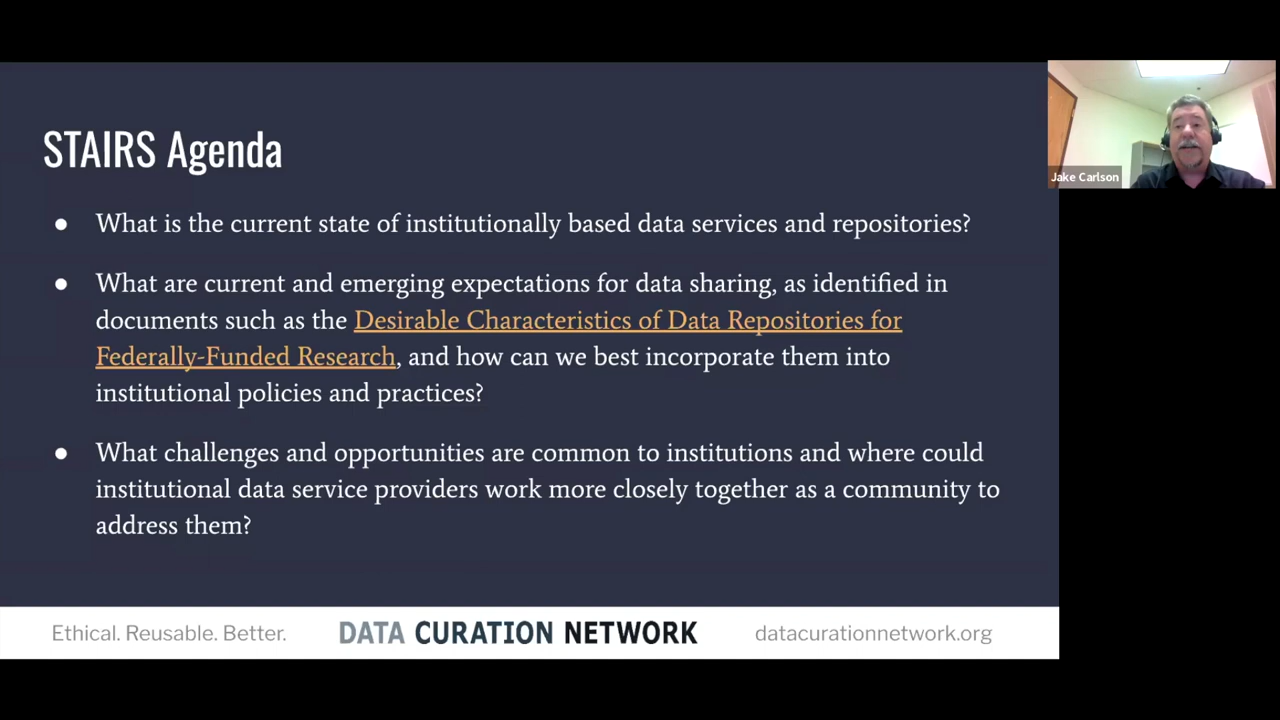 STAIRS Agenda
● What is the current state of institutionally based data services and repositories?
● What are current and emerging expectations for data sharing, as identified in
documents such as the Desirable Characteristics of Data Repositories for
Federally-Funded Research, and how can we best incorporate them into
institutional policies and practices?
● What challenges and opportunities are common to institutions and where could
institutional data service providers work more closely together as a community to
address them?
Ethical. Reusable. Better.
DATA CURATION NETWORK
datacurationnetwork.org
Jake Carlson